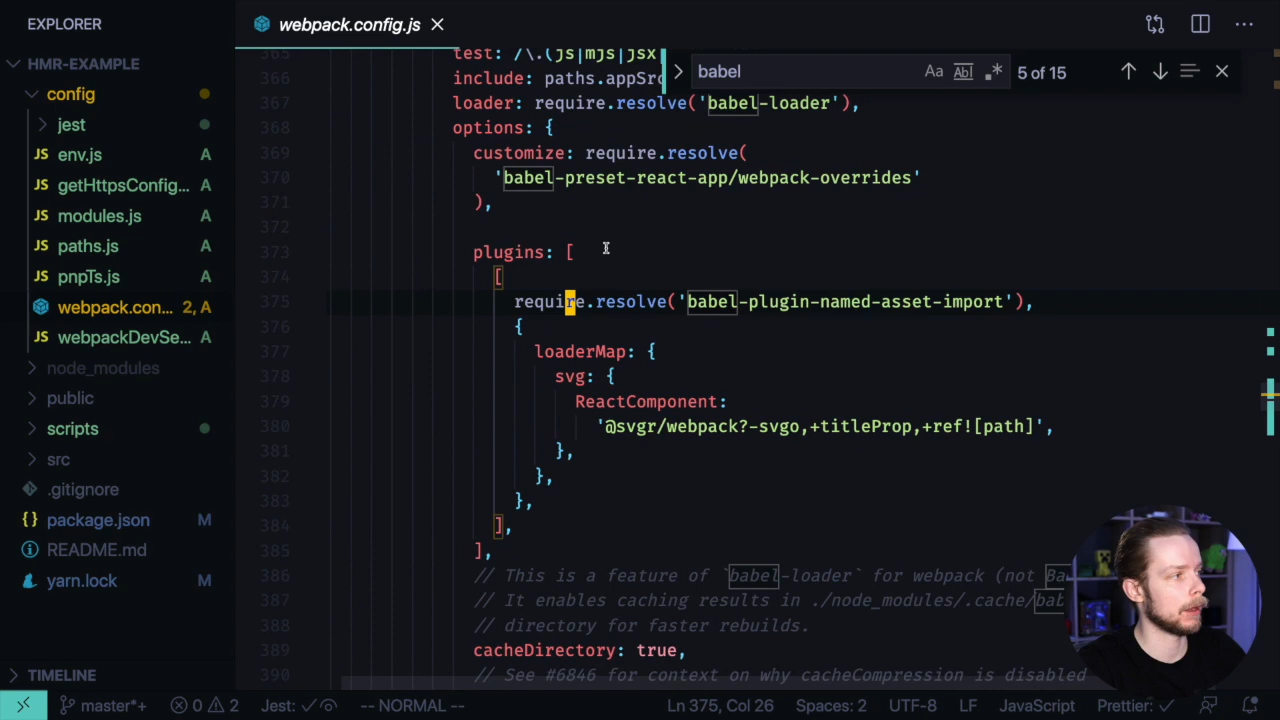 EXPLORER
HMR-EXAMPLE
config
jest
env.js A
getHttpsConfig... A
modules.js A
paths.js A
pnpTs.js A
webpack.con... 2, A
webpackDevSe... A
node_modules
public
scripts
src
.gitignore
package.json M
README.md
yarn.lock M
TIMELINE
webpack.config.js
babel
Aa Abl .*
5 of 15
365 test: /\.(js|mjs|jsx|
366 include: paths.appSrc
367 loader: require.resolve('babel-loader'),
368 options: {
369 customize: require.resolve(
370 'babel-preset-react-app/webpack-overrides'
371 ),
372
373 plugins: [
374 [
375 require.resolve('babel-plugin-named-asset-import'),
376 {
377 loaderMap: {
378 svg: {
379 ReactComponent:
380 '@svgr/webpack?-svgo,+titleProp,+ref![path]',
381 },
382 },
383 },
384 ],
385 ],
386 // This is a feature of `babel-loader` for webpack (not Ba
387 // It enables caching results in ./node_modules/.cache/bab
388 // directory for faster rebuilds.
389 cacheDirectory: true,
390 // See #6846 for context on why cacheCompression is disabled
master*+ 0 2 Jest: -- NORMAL -- Ln 375, Col 26 Spaces: 2 UTF-8 LF JavaScript Prettier: